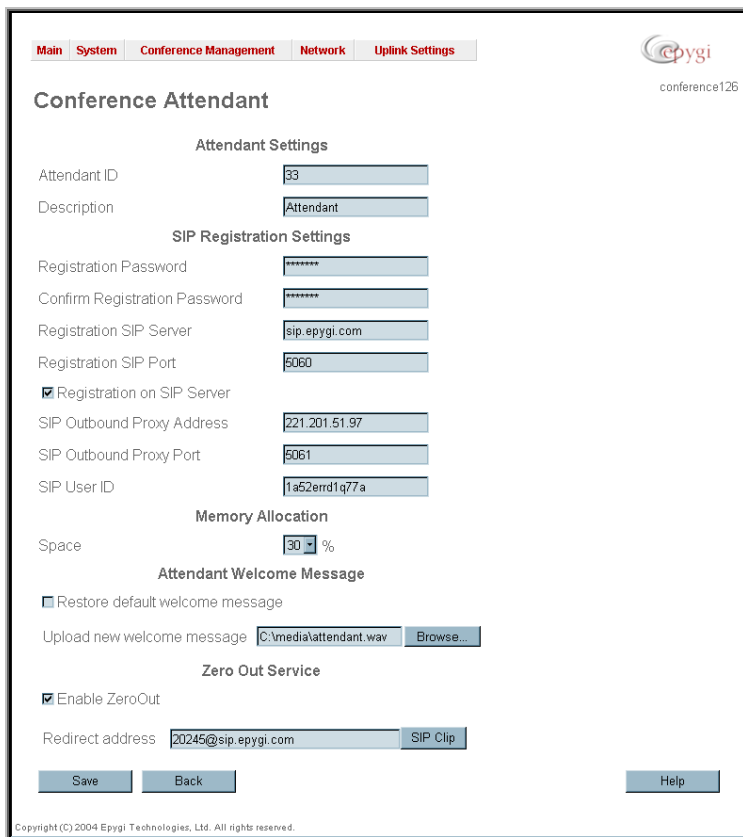 Main System Conference Management Network Uplink Settings
epygi
conference126
Conference Attendant
Attendant Settings
Attendant ID 33
Description Attendant
SIP Registration Settings
Registration Password *******
Confirm Registration Password *******
Registration SIP Server sip.epygi.com
Registration SIP Port 5060
Registration on SIP Server
SIP Outbound Proxy Address 221.201.51.97
SIP Outbound Proxy Port 5061
SIP User ID 1a52errd1q77a
Memory Allocation
Space 30 %
Attendant Welcome Message
Restore default welcome message
Upload new welcome message C:\media\attendant.wav Browse...
Zero Out Service
Enable ZeroOut
Redirect address 20245@sip.epygi.com SIP Clip
Save Back Help
Copyright (C) 2004 Epygi Technologies, Ltd. All rights reserved.